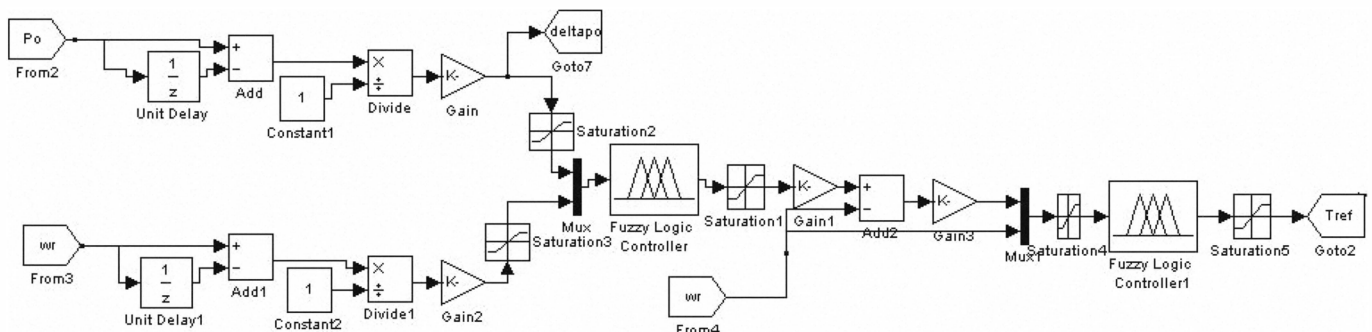 Po
From2
1
z
Unit Delay
+
−
Add
1
Constant1
×
÷
Divide
K-
Gain
deltapo
Goto7
Saturation2
Mux
Fuzzy Logic
Controller
Saturation1
K-
Gain1
+
−
Add2
K-
Gain3
Mux1
Saturation4
Fuzzy Logic
Controller1
Saturation5
Tref
Goto2
wr
From3
1
z
Unit Delay1
+
−
Add1
1
Constant2
×
÷
Divide1
K-
Gain2
Saturation3
wr
From4